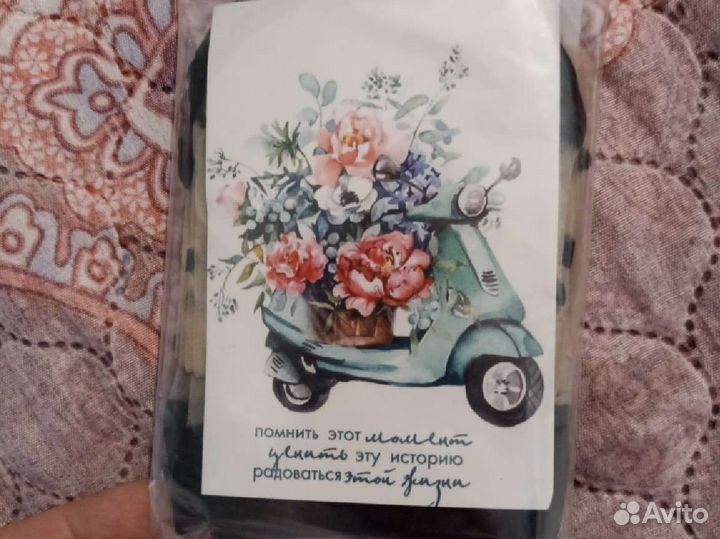 помнить этот момент
ценить эту историю
радоваться этой жизни
Avito